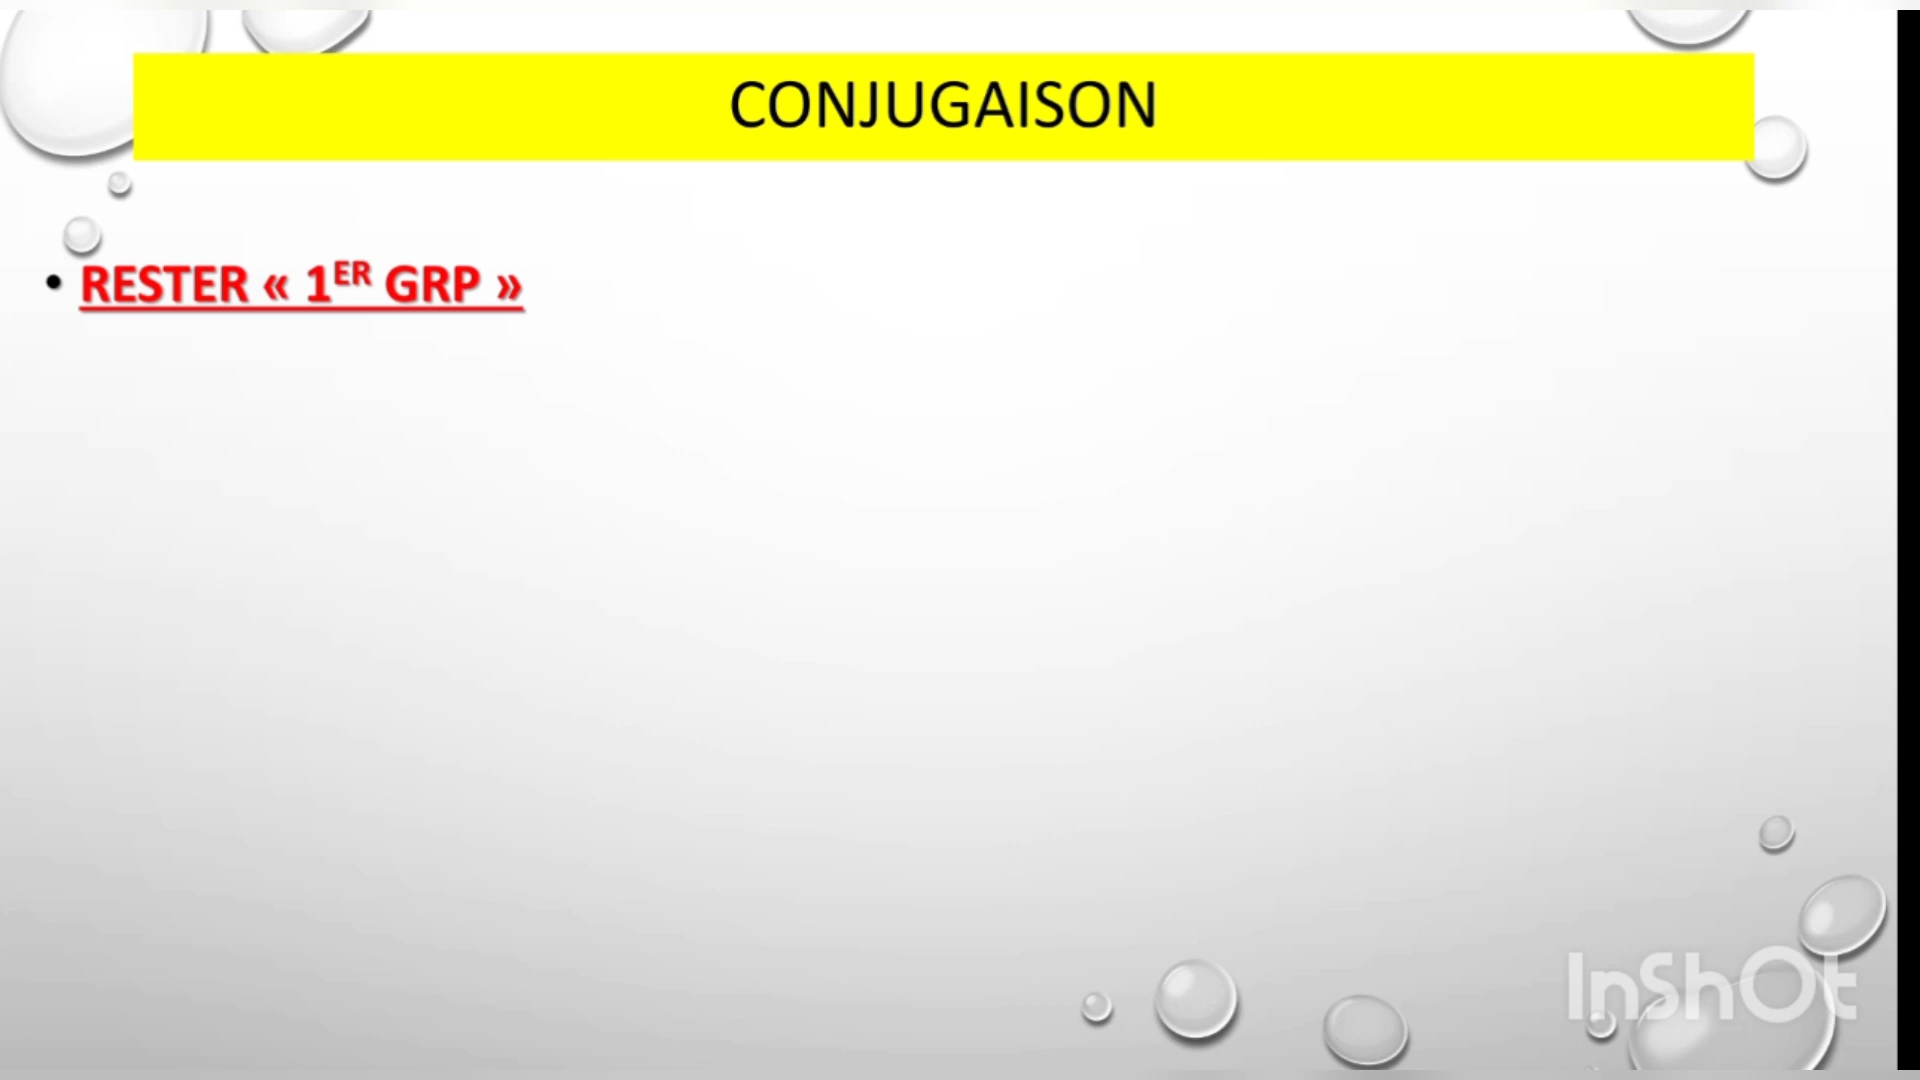 CONJUGAISON
• RESTER « 1ER GRP »
InShOt